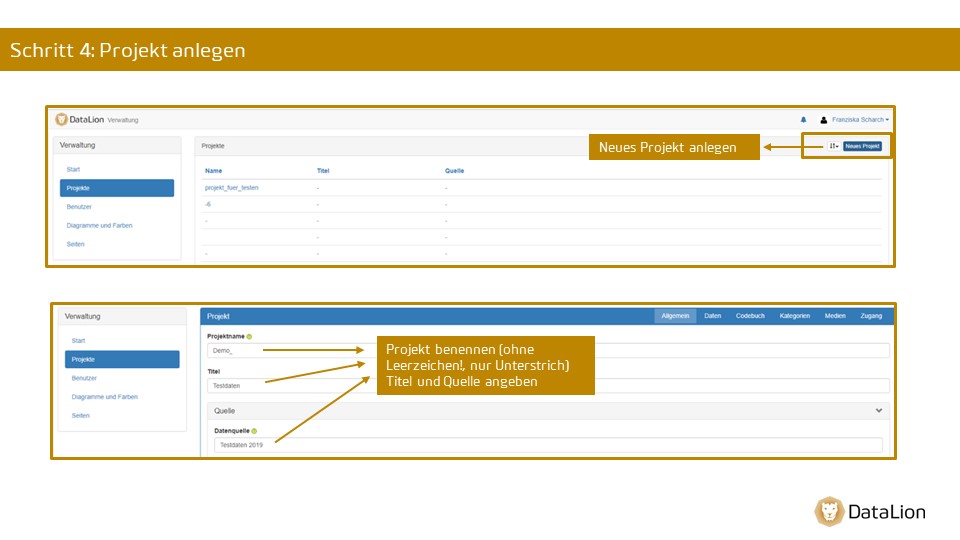 Schritt 4: Projekt anlegen
DataLion Verwaltung
Franziska Scharch
Verwaltung
Start
Projekte
Benutzer
Diagramme und Farben
Seiten
Projekte
Neues Projekt anlegen
Neues Projekt
Name Titel Quelle
projekt_fuer_testen - -
-6 - -
- - -
- -
- - -
Verwaltung
Start
Projekte
Benutzer
Diagramme und Farben
Seiten
Projekt Allgemein Daten Codebuch Kategorien Medien Zugang
Projektname
Demo_
Titel
Testdaten
Quelle
Datenquelle
Testdaten 2019
Projekt benennen (ohne
Leerzeichen!, nur Unterstrich)
Titel und Quelle angeben
DataLion